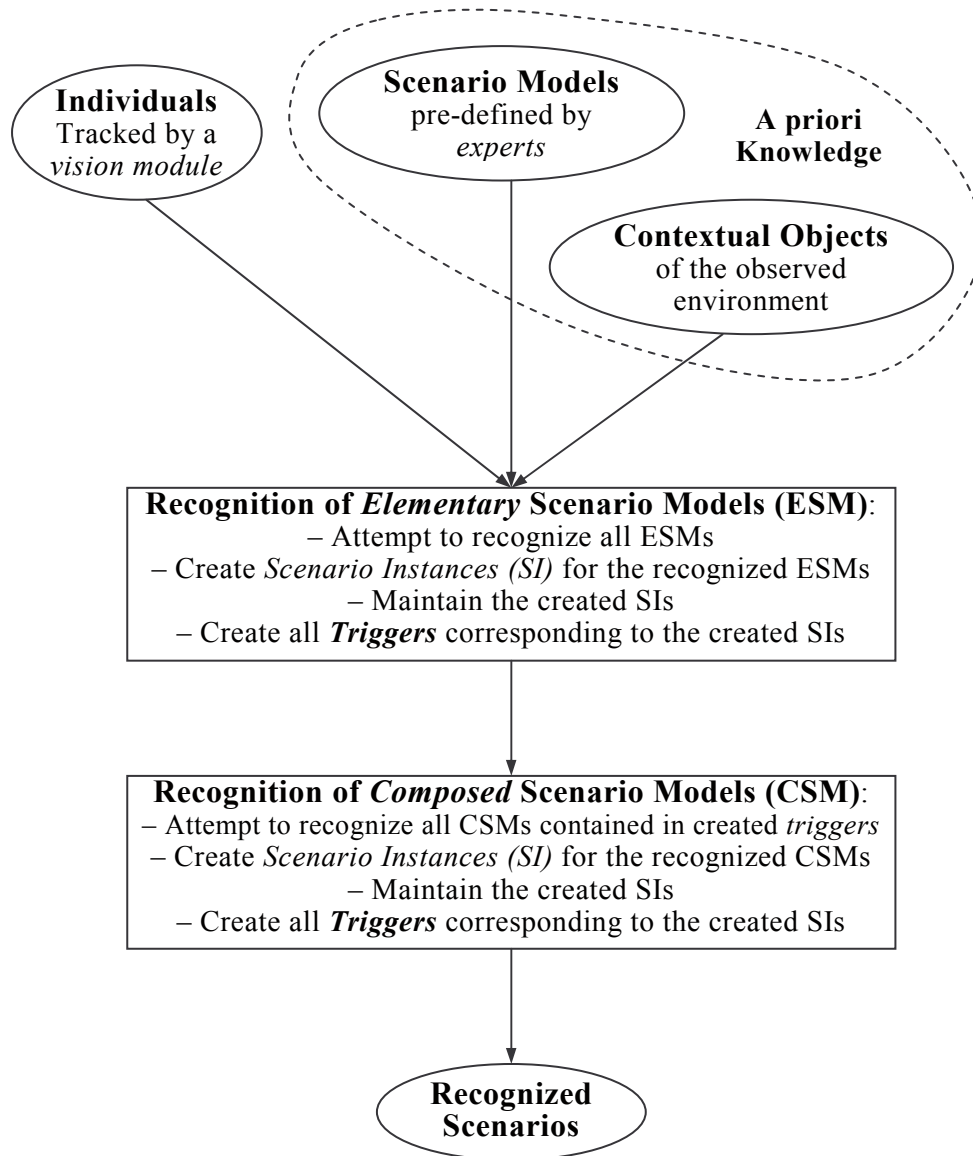 Individuals
Tracked by a
vision module
Scenario Models
pre-defined by
experts
A priori
Knowledge
Contextual Objects
of the observed
environment
Recognition of Elementary Scenario Models (ESM):
– Attempt to recognize all ESMs
– Create Scenario Instances (SI) for the recognized ESMs
– Maintain the created SIs
– Create all Triggers corresponding to the created SIs
Recognition of Composed Scenario Models (CSM):
– Attempt to recognize all CSMs contained in created triggers
– Create Scenario Instances (SI) for the recognized CSMs
– Maintain the created SIs
– Create all Triggers corresponding to the created SIs
Recognized
Scenarios